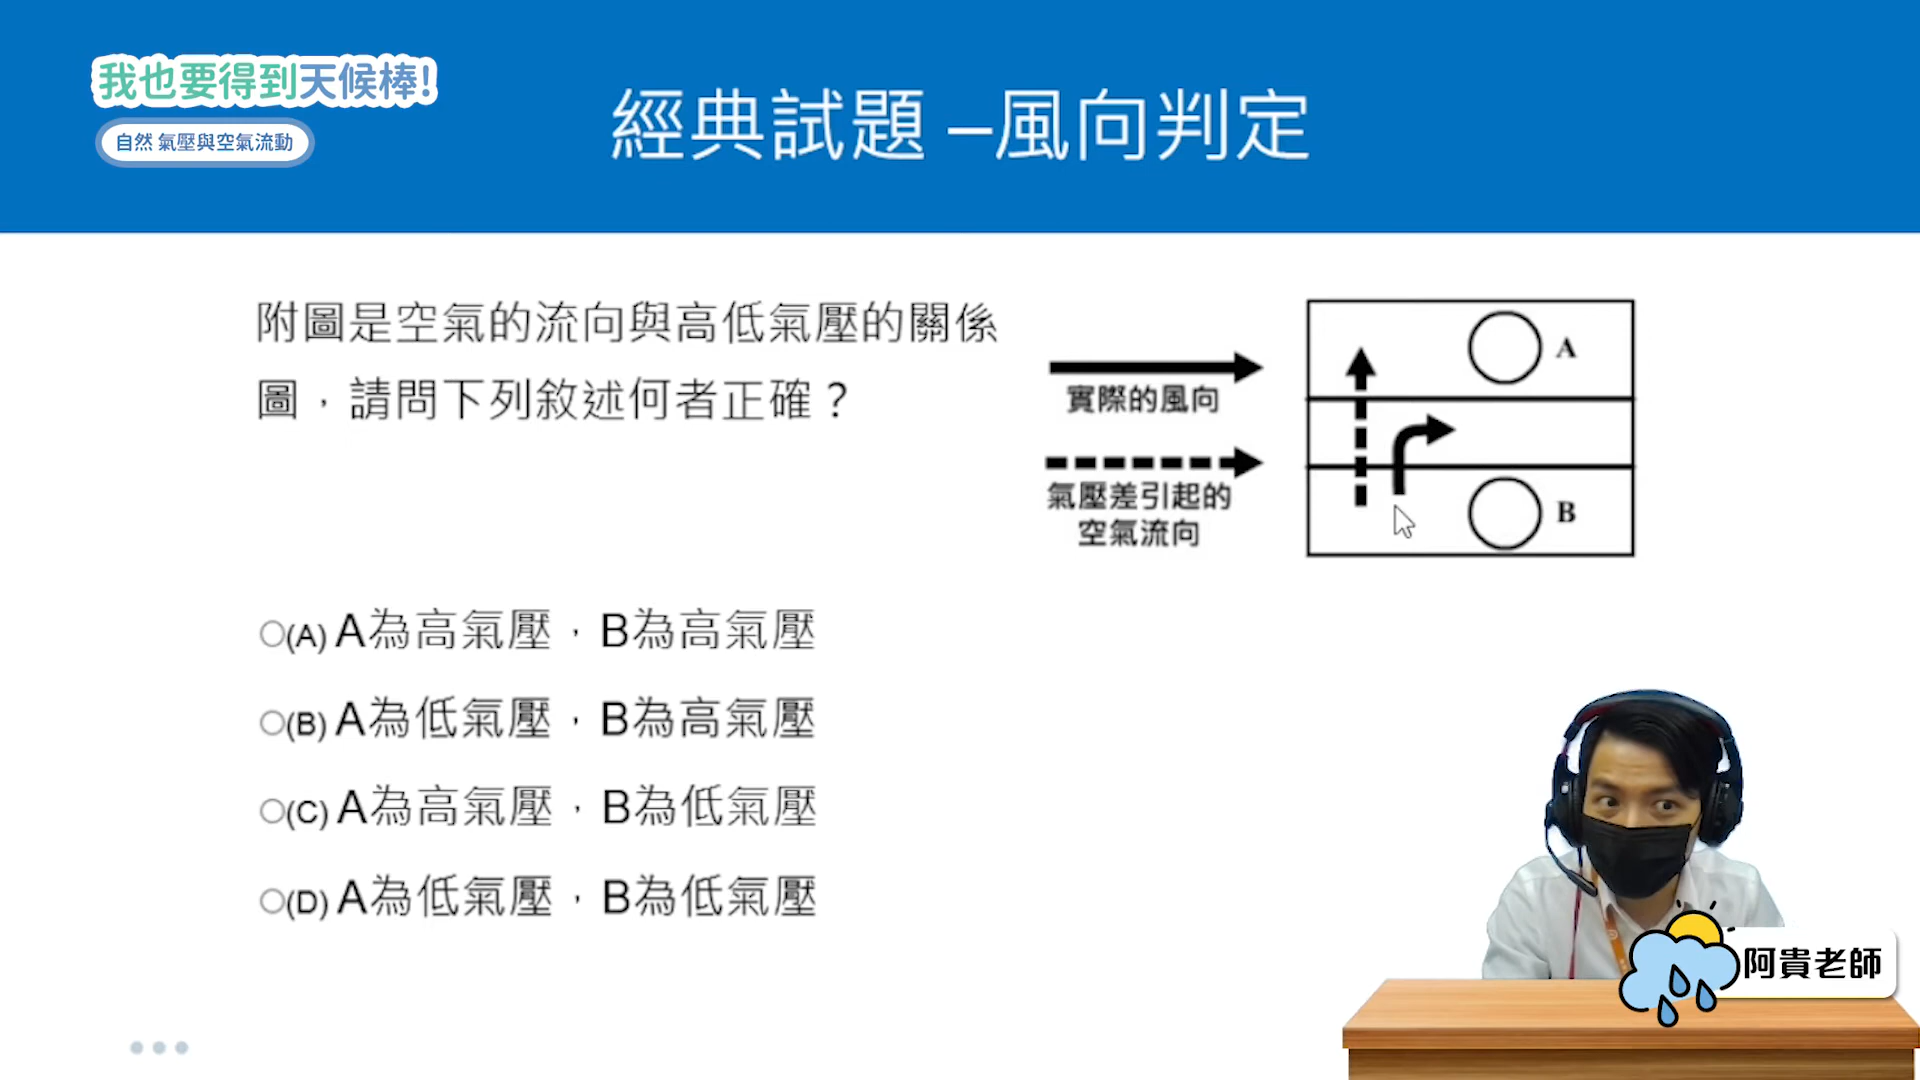 我也要得到天候棒!
自然 氣壓與空氣流動
經典試題 –風向判定
附圖是空氣的流向與高低氣壓的關係
圖，請問下列敘述何者正確？
實際的風向
氣壓差引起的
空氣流向
A
B
(A) A為高氣壓，B為高氣壓
(B) A為低氣壓，B為高氣壓
(C) A為高氣壓，B為低氣壓
(D) A為低氣壓，B為低氣壓
阿貴老師